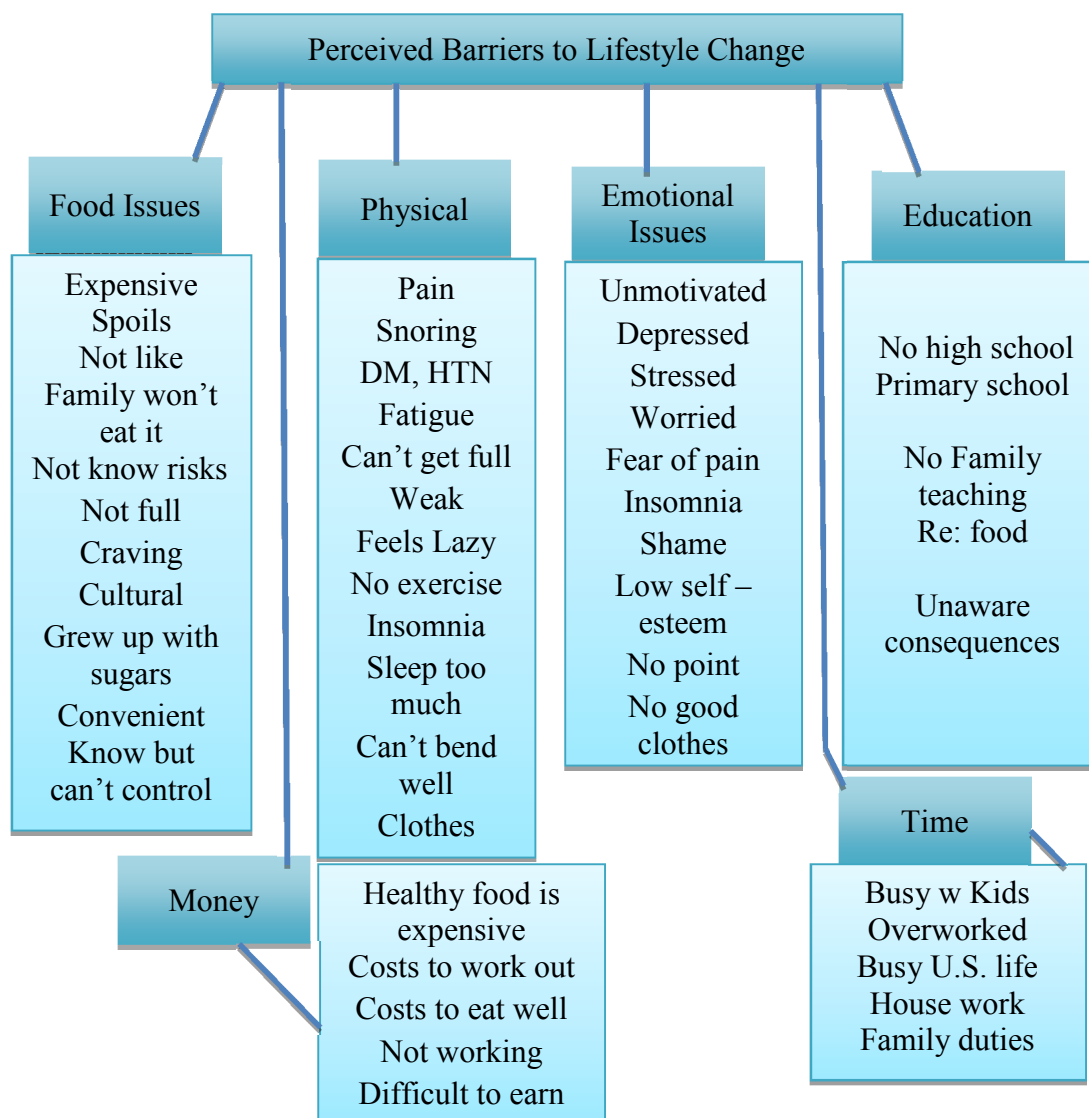 Perceived Barriers to Lifestyle Change
Food Issues
Expensive
Spoils
Not like
Family won’t
eat it
Not know risks
Not full
Craving
Cultural
Grew up with
sugars
Convenient
Know but
can’t control
Physical
Pain
Snoring
DM, HTN
Fatigue
Can’t get full
Weak
Feels Lazy
No exercise
Insomnia
Sleep too
much
Can’t bend
well
Clothes
Emotional
Issues
Unmotivated
Depressed
Stressed
Worried
Fear of pain
Insomnia
Shame
Low self –
esteem
No point
No good
clothes
Education
No high school
Primary school
No Family
teaching
Re: food
Unaware
consequences
Money
Healthy food is
expensive
Costs to work out
Costs to eat well
Not working
Difficult to earn
Time
Busy w Kids
Overworked
Busy U.S. life
House work
Family duties